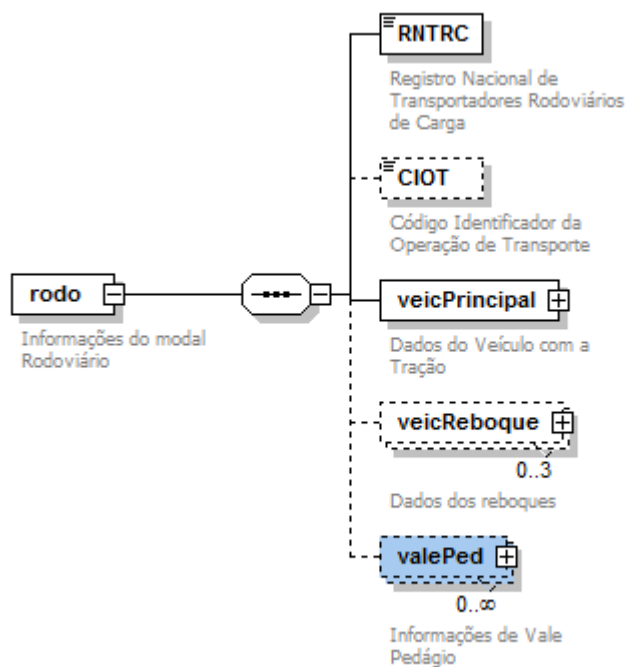 RNTRC
Registro Nacional de
Transportadores Rodoviários
de Carga
CIOT
Código Identificador da
Operação de Transporte
rodo
Informações do modal
Rodoviário
veicPrincipal
Dados do Veículo com a
Tração
veicReboque
0..3
Dados dos reboques
valePed
0..∞
Informações de Vale
Pedágio